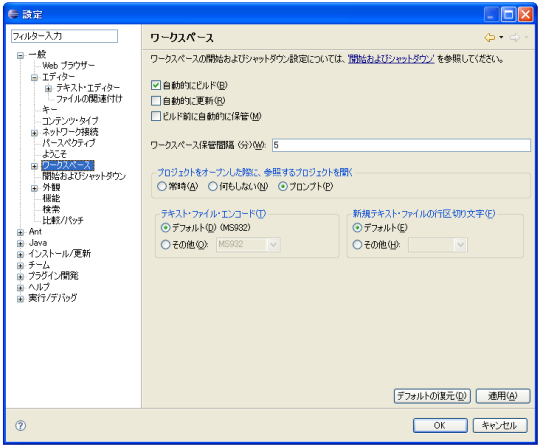 設定
フィルター入力
一般
Web ブラウザー
エディター
テキスト・エディター
ファイルの関連付け
キー
コンテンツ・タイプ
ネットワーク接続
パースペクティブ
ようこそ
ワークスペース
開始およびシャットダウン
外観
機能
検索
比較/パッチ
Ant
Java
インストール/更新
チーム
プラグイン開発
ヘルプ
実行/デバッグ
ワークスペース
ワークスペースの開始およびシャットダウン設定については、'開始およびシャットダウン' を参照してください。
自動的にビルド(B)
自動的に更新(R)
ビルド前に自動的に保管(M)
ワークスペース保管間隔 (分)(W): 5
プロジェクトをオープンした際に、参照するプロジェクトを開く
常時(A) 何もしない(N) プロンプト(P)
テキスト・ファイル・エンコード(T)
デフォルト(D) (MS932)
その他(O): MS932
新規テキスト・ファイルの行区切り文字(F)
デフォルト(E)
その他(H):
デフォルトの復元(D) 適用(A)
OK キャンセル